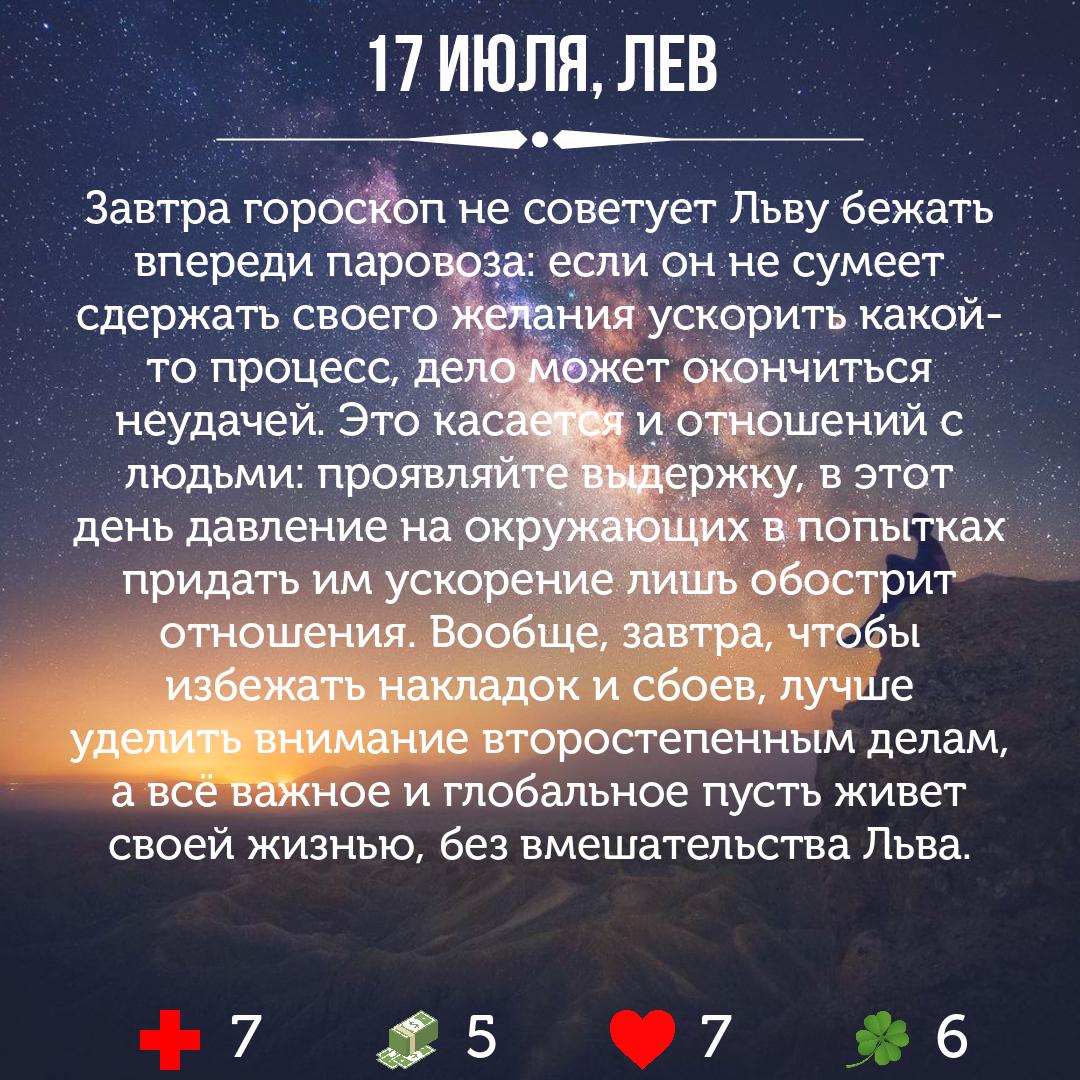 17 ИЮЛЯ, ЛЕВ
Завтра гороскоп не советует Льву бежать
впереди паровоза: если он не сумеет
сдержать своего желания ускорить какой-
то процесс, дело может окончиться
неудачей. Это касается и отношений с
людьми: проявляйте выдержку, в этот
день давление на окружающих в попытках
придать им ускорение лишь обострит
отношения. Вообще, завтра, чтобы
избежать накладок и сбоев, лучше
уделить внимание второстепенным делам,
а всё важное и глобальное пусть живет
своей жизнью, без вмешательства Льва.
7 5 7 6